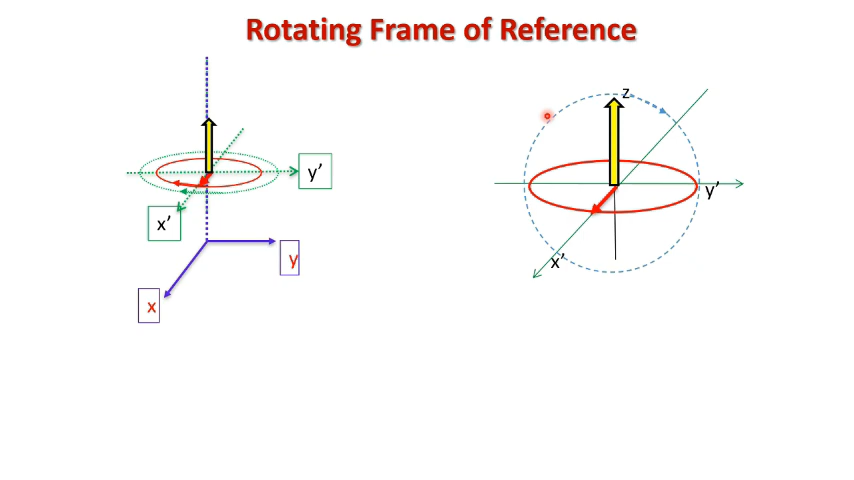 Rotating Frame of Reference
z
y’
y’
x’
x’
y
x